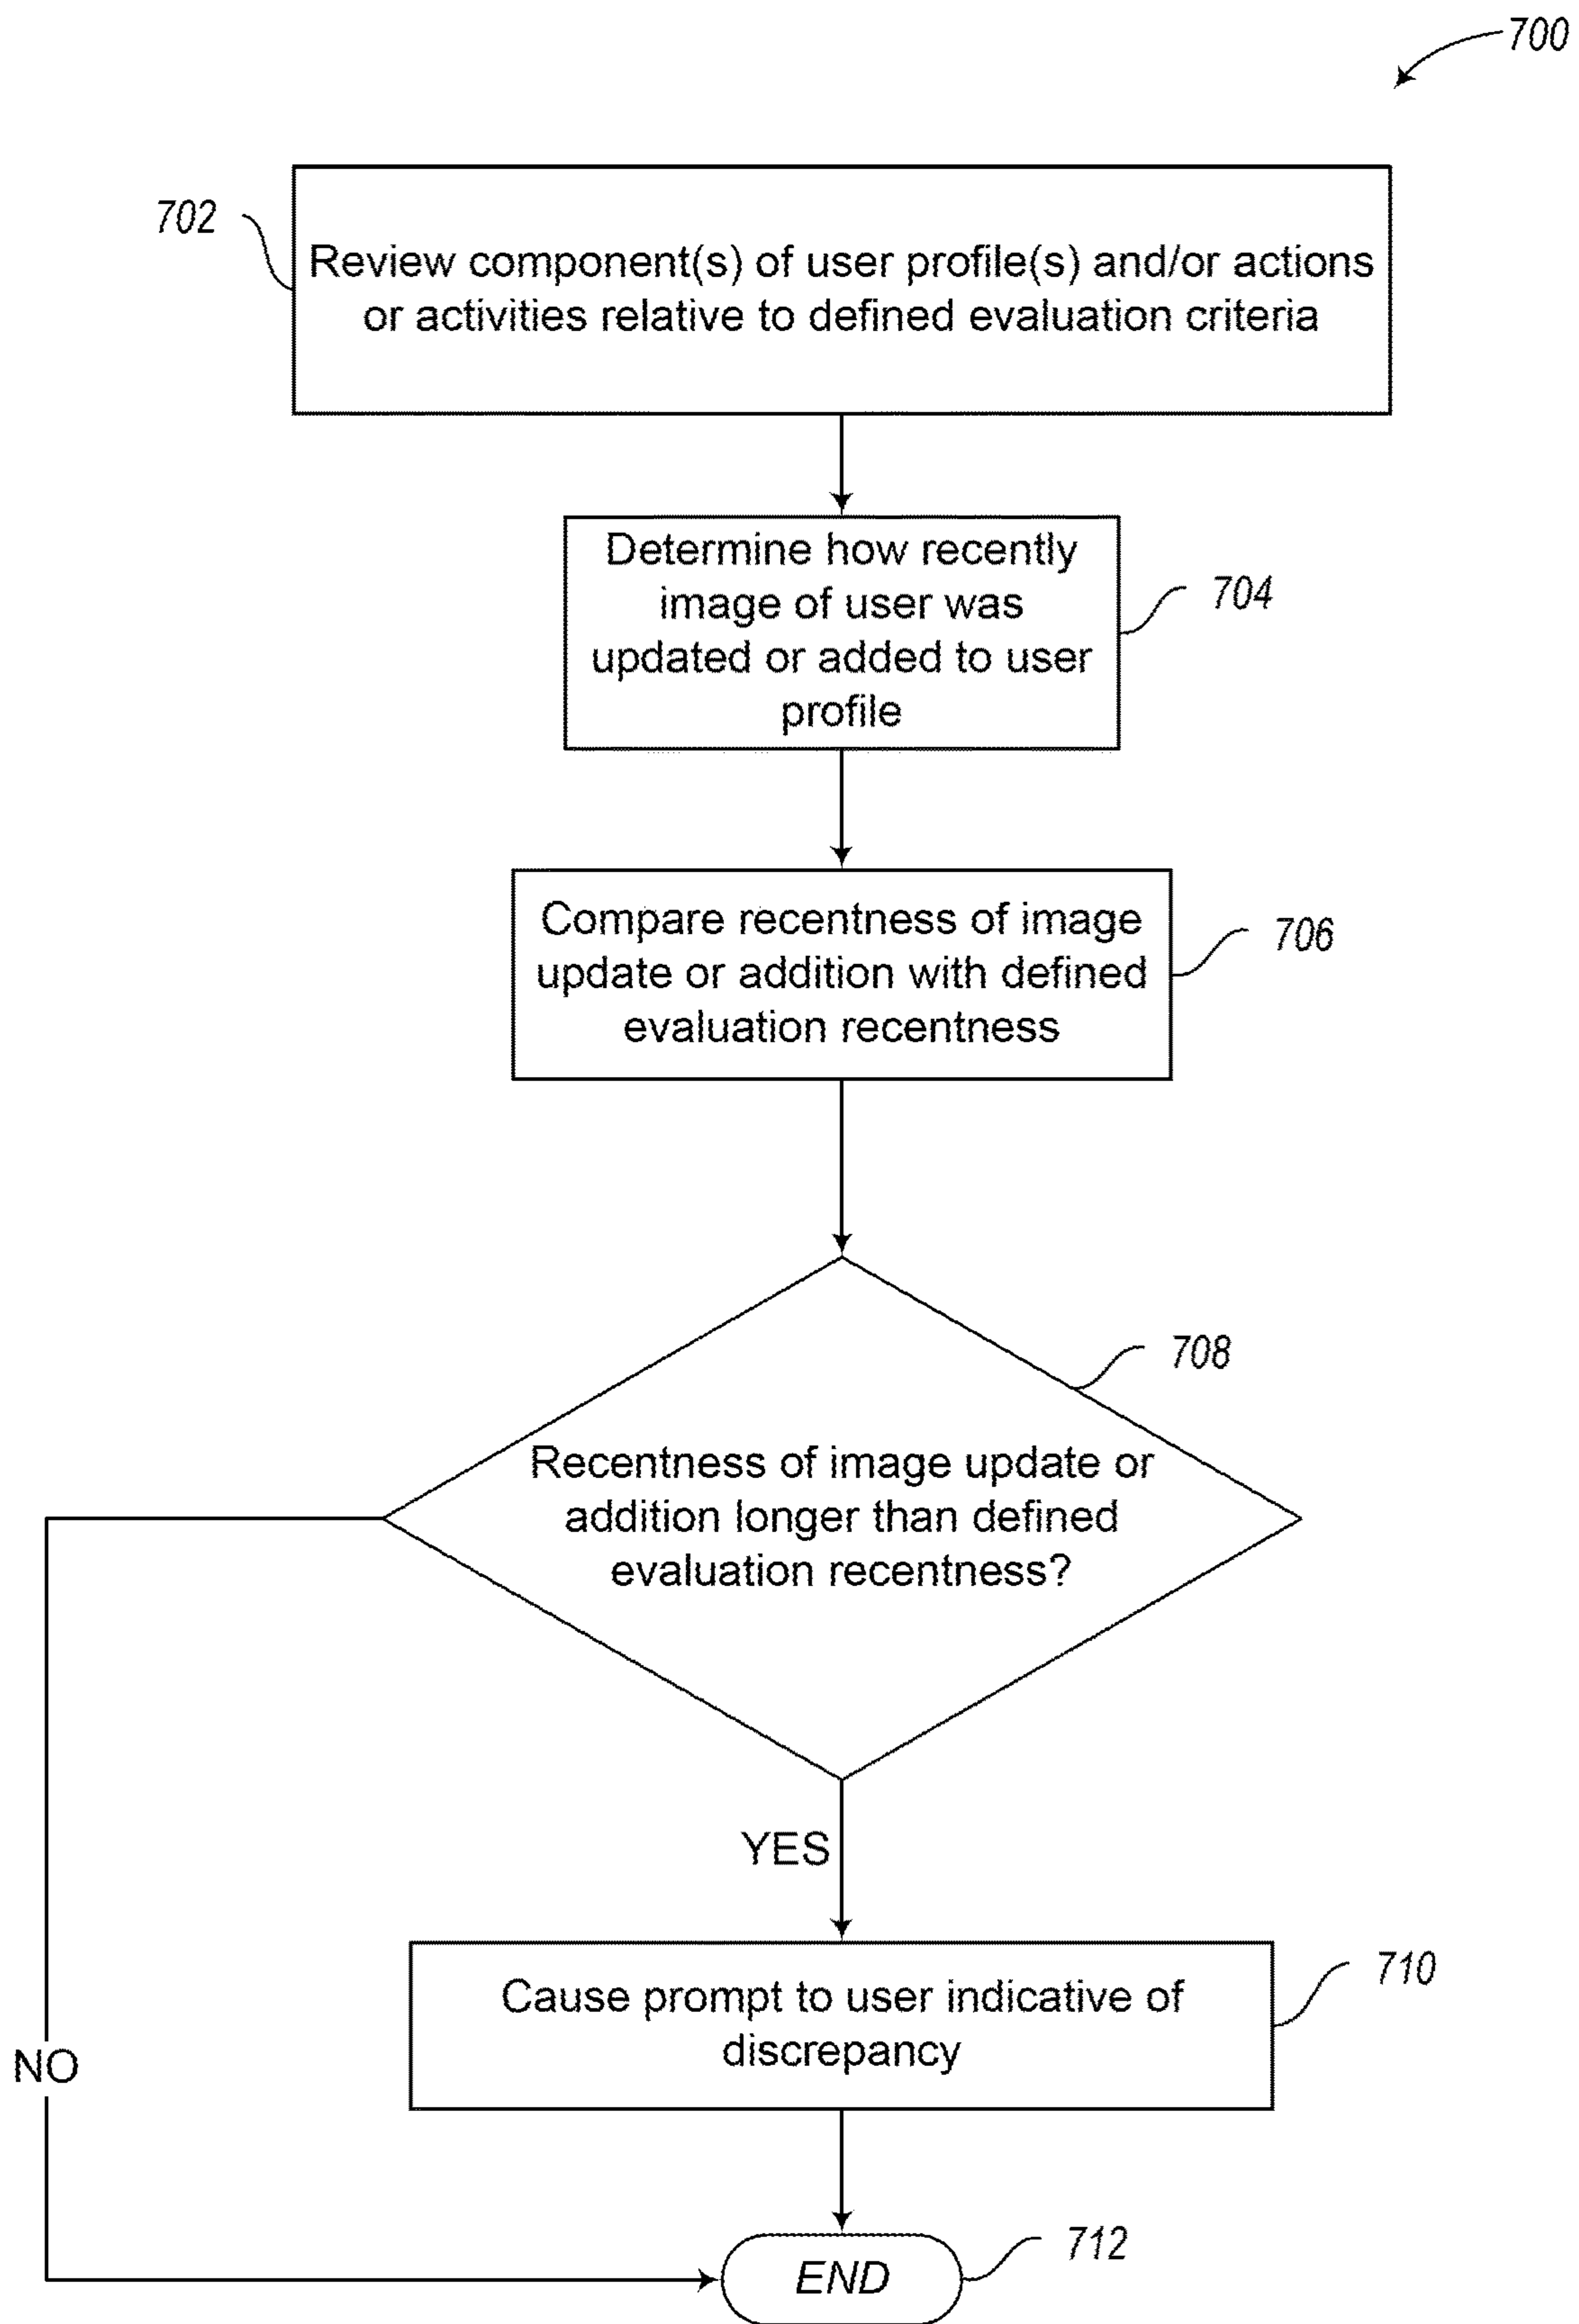 700
702
Review component(s) of user profile(s) and/or actions
or activities relative to defined evaluation criteria
Determine how recently
image of user was
updated or added to user
profile
704
Compare recentness of image
update or addition with defined
evaluation recentness
706
708
Recentness of image update or
addition longer than defined
evaluation recentness?
YES
710
Cause prompt to user indicative of
discrepancy
NO
712
END